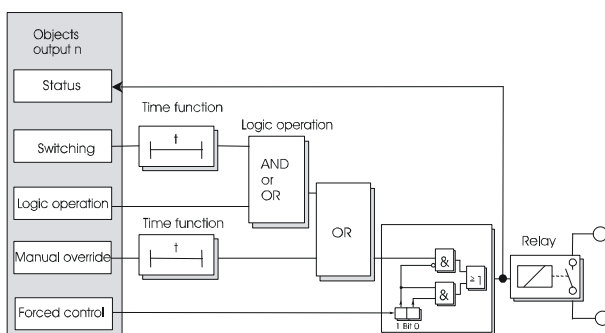 Objects
output n
Status
Time function
Logic operation
Switching
t
AND
or
OR
Logic operation
Time function
OR
Manual override
t
&
≥1
&
Relay
Forced control
1 Bit 0